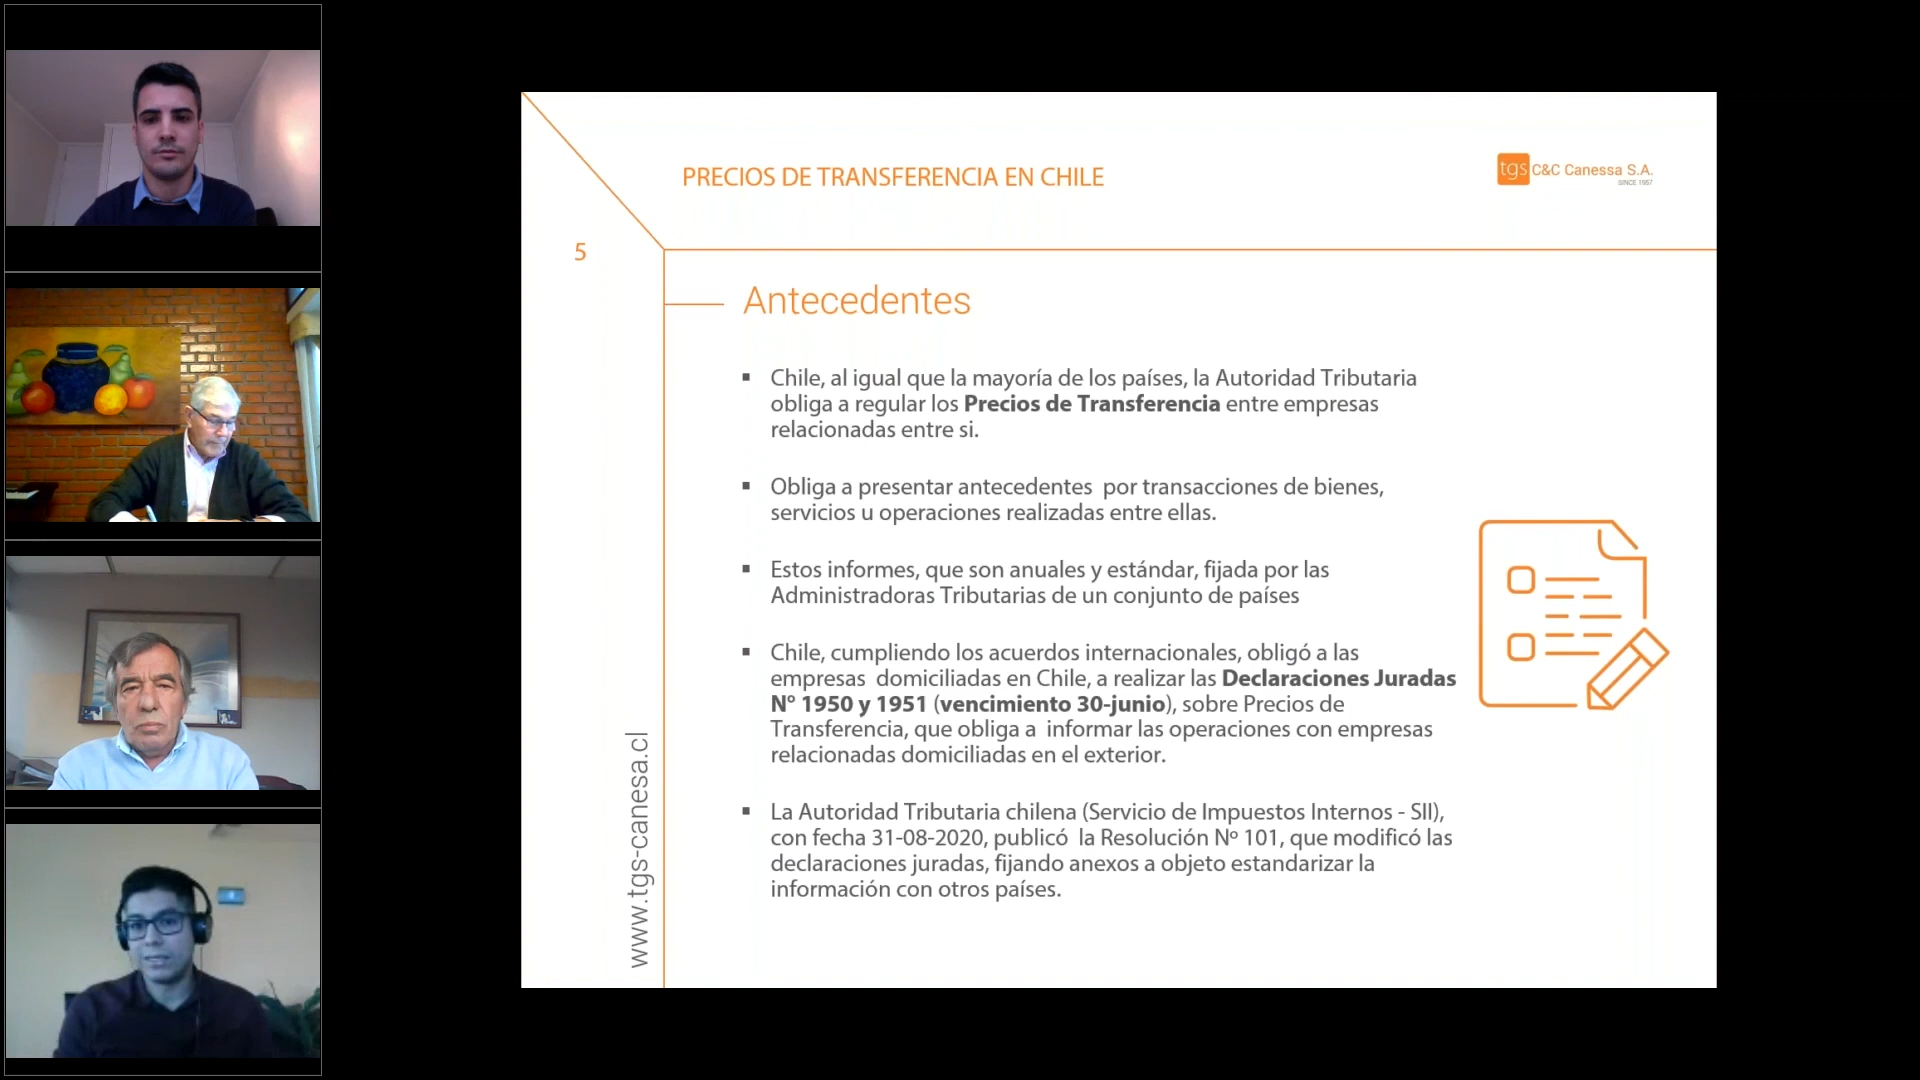 PRECIOS DE TRANSFERENCIA EN CHILE
tgs C&C Canessa S.A.
SINCE 1967
5
Antecedentes
▪ Chile, al igual que la mayoría de los países, la Autoridad Tributaria
obliga a regular los Precios de Transferencia entre empresas
relacionadas entre si.
▪ Obliga a presentar antecedentes por transacciones de bienes,
servicios u operaciones realizadas entre ellas.
▪ Estos informes, que son anuales y estándar, fijada por las
Administradoras Tributarias de un conjunto de países
▪ Chile, cumpliendo los acuerdos internacionales, obligó a las
empresas domiciliadas en Chile, a realizar las Declaraciones Juradas
Nº 1950 y 1951 (vencimiento 30-junio), sobre Precios de
Transferencia, que obliga a informar las operaciones con empresas
relacionadas domiciliadas en el exterior.
▪ La Autoridad Tributaria chilena (Servicio de Impuestos Internos - SII),
con fecha 31-08-2020, publicó la Resolución Nº 101, que modificó las
declaraciones juradas, fijando anexos a objeto estandarizar la
información con otros países.
www.tgs-canesa.cl